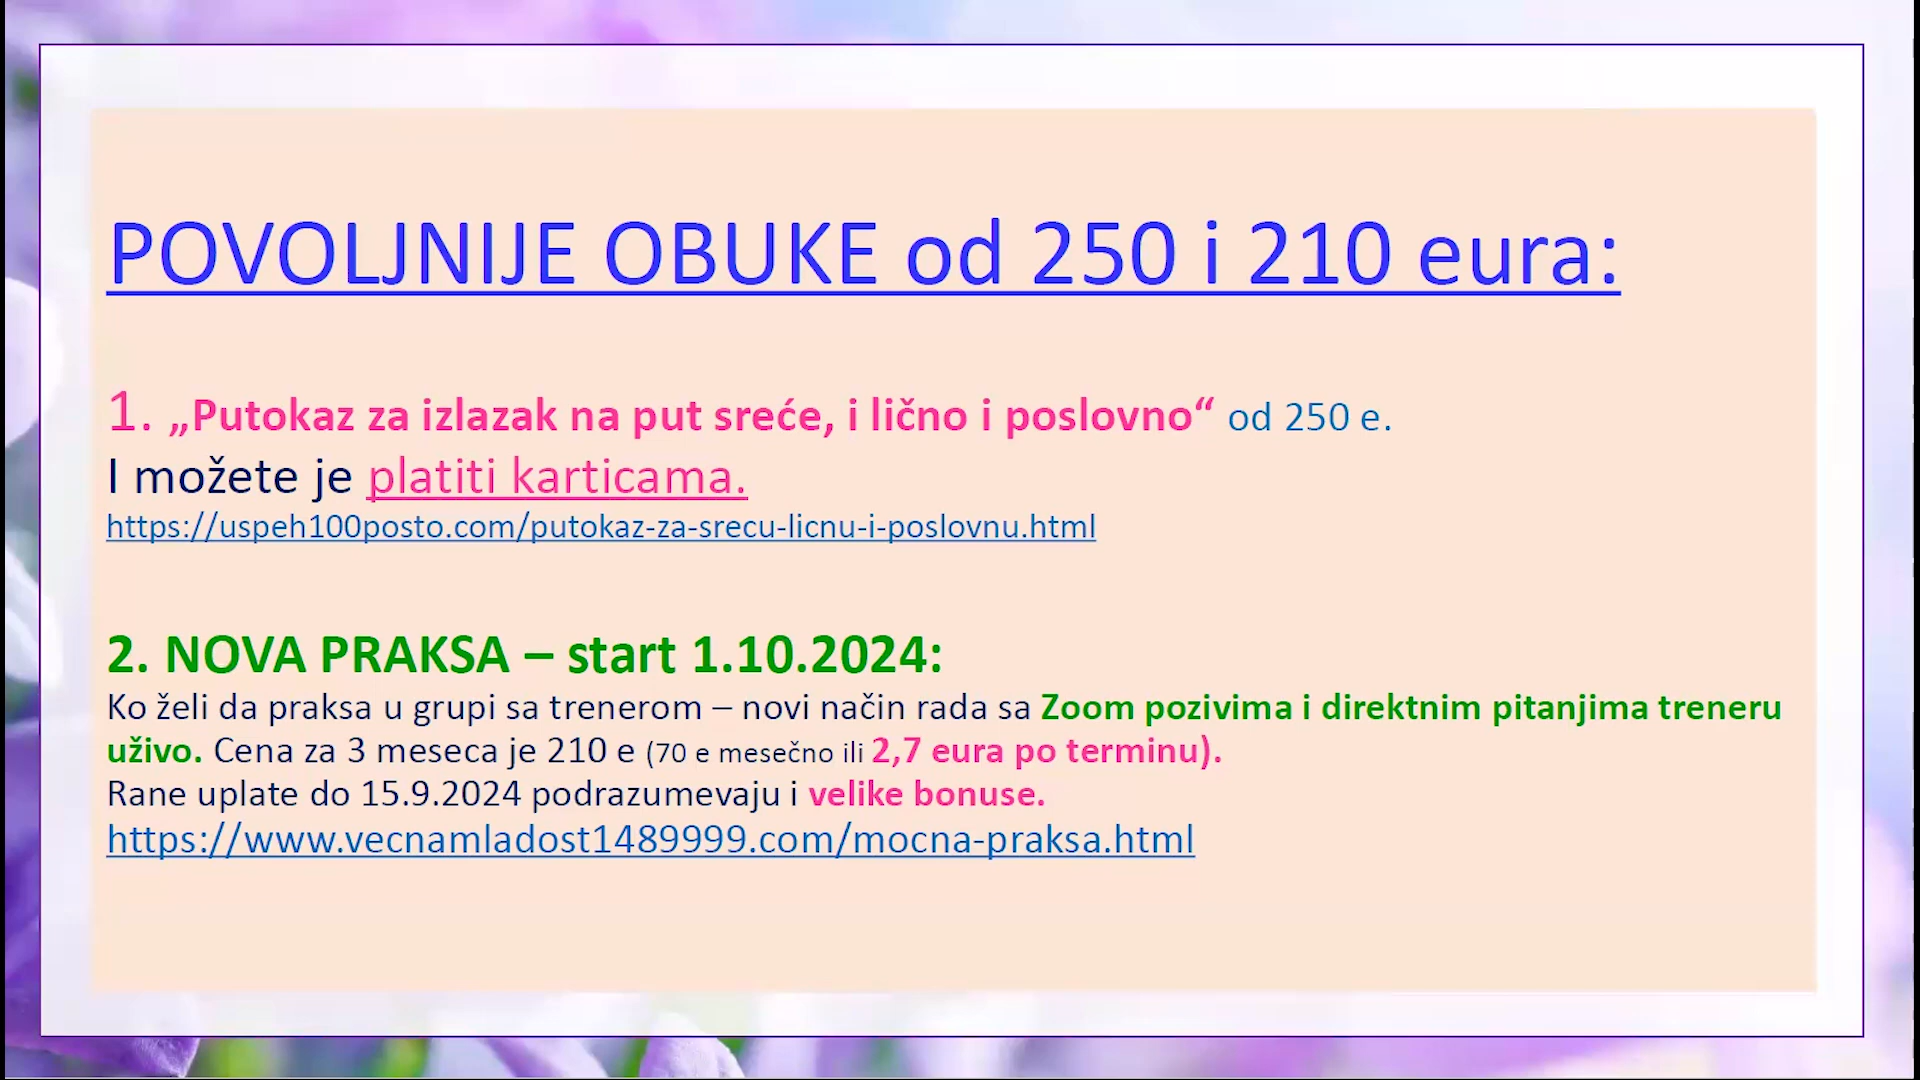 POVOLJNIJE OBUKE od 250 i 210 eura:
1. „Putokaz za izlazak na put sreće, i lično i poslovno“ od 250 e.
I možete je platiti karticama.
https://uspeh100posto.com/putokaz-za-srecu-licnu-i-poslovnu.html
2. NOVA PRAKSA – start 1.10.2024:
Ko želi da praksa u grupi sa trenerom – novi način rada sa Zoom pozivima i direktnim pitanjima treneru
uživo. Cena za 3 meseca je 210 e (70 e mesečno ili 2,7 eura po terminu).
Rane uplate do 15.9.2024 podrazumevaju i velike bonuse.
https://www.vecnamladost1489999.com/mocna-praksa.html